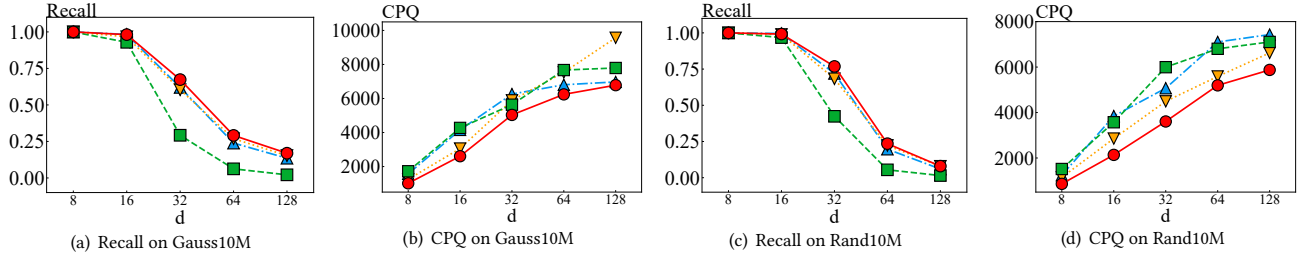 Recall
1.00
0.75
0.50
0.25
0.00
8 16 32 64 128
d
(a) Recall on Gauss10M
CPQ
10000
8000
6000
4000
2000
8 16 32 64 128
d
(b) CPQ on Gauss10M
Recall
1.00
0.75
0.50
0.25
0.00
8 16 32 64 128
d
(c) Recall on Rand10M
CPQ
8000
6000
4000
2000
8 16 32 64 128
d
(d) CPQ on Rand10M